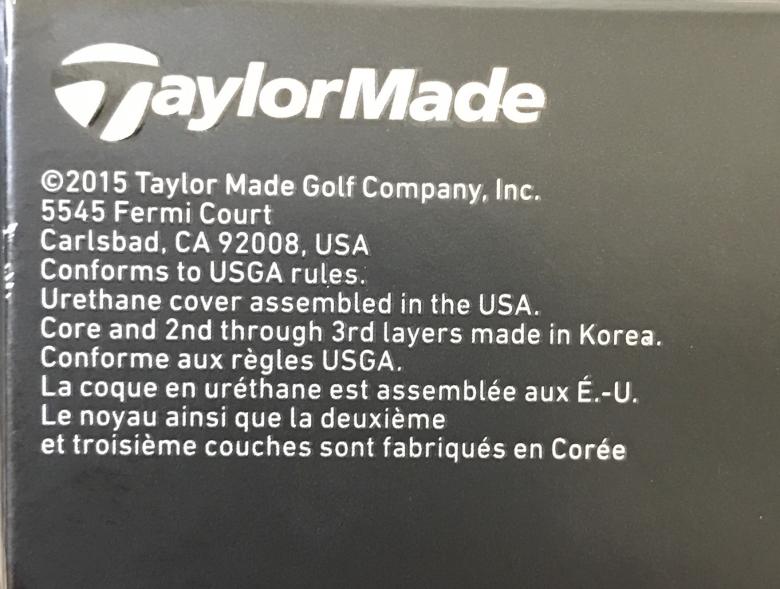 TaylorMade
©2015 Taylor Made Golf Company, Inc.
5545 Fermi Court
Carlsbad, CA 92008, USA
Conforms to USGA rules.
Urethane cover assembled in the USA.
Core and 2nd through 3rd layers made in Korea.
Conforme aux règles USGA.
La coque en uréthane est assemblée aux É.-U.
Le noyau ainsi que la deuxième
et troisième couches sont fabriqués en Corée